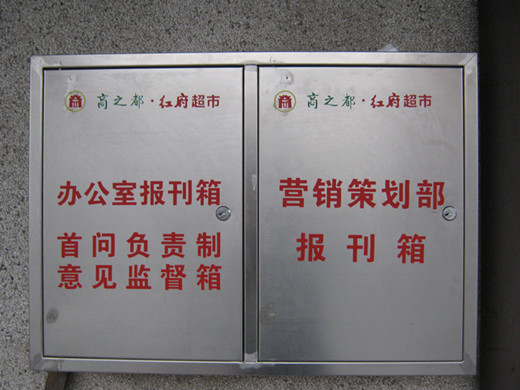 商之都·红府超市
办公室报刊箱
首问负责制
意见监督箱
商之都·红府超市
营销策划部
报刊箱